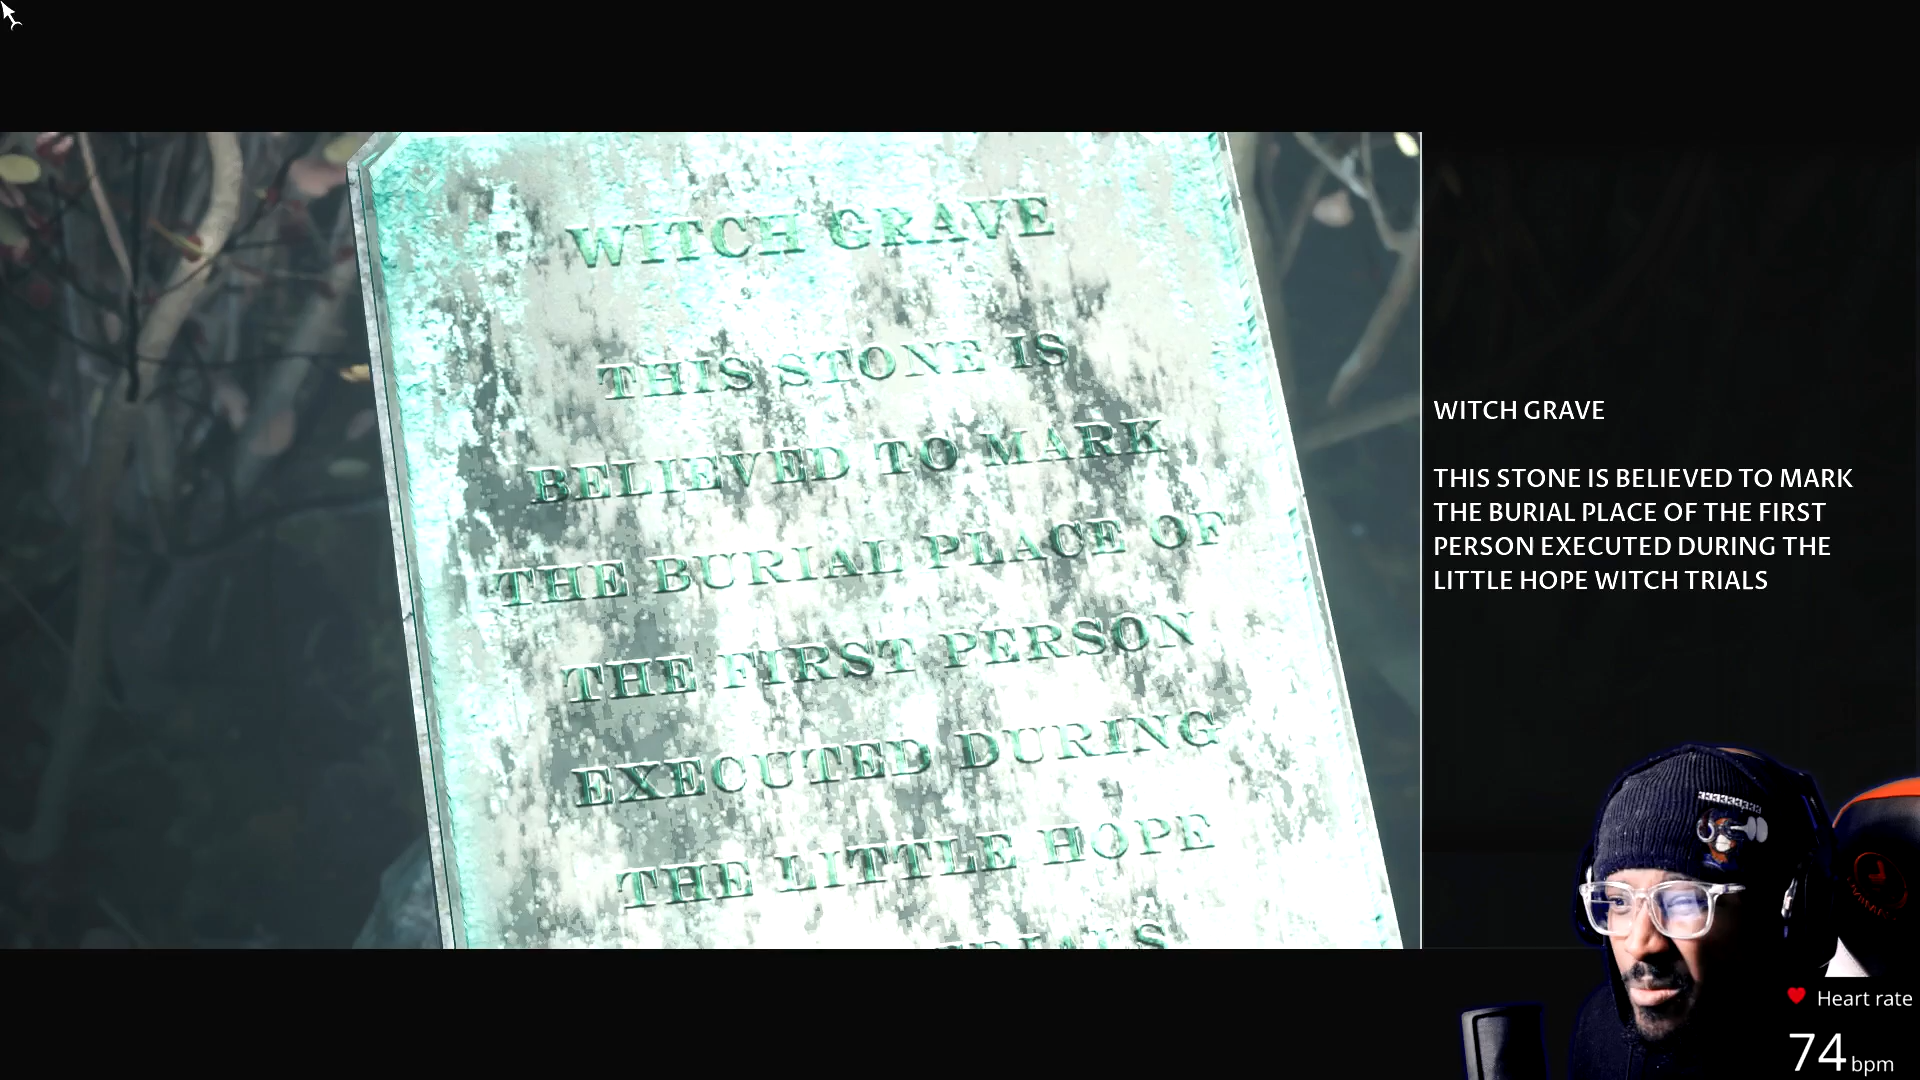 WITCH GRAVE
THIS STONE IS
BELIEVED TO MARK
THE BURIAL PLACE OF
THE FIRST PERSON
EXECUTED DURING
THE LITTLE HOPE
TRIALS
WITCH GRAVE
THIS STONE IS BELIEVED TO MARK
THE BURIAL PLACE OF THE FIRST
PERSON EXECUTED DURING THE
LITTLE HOPE WITCH TRIALS
Heart rate
74 bpm